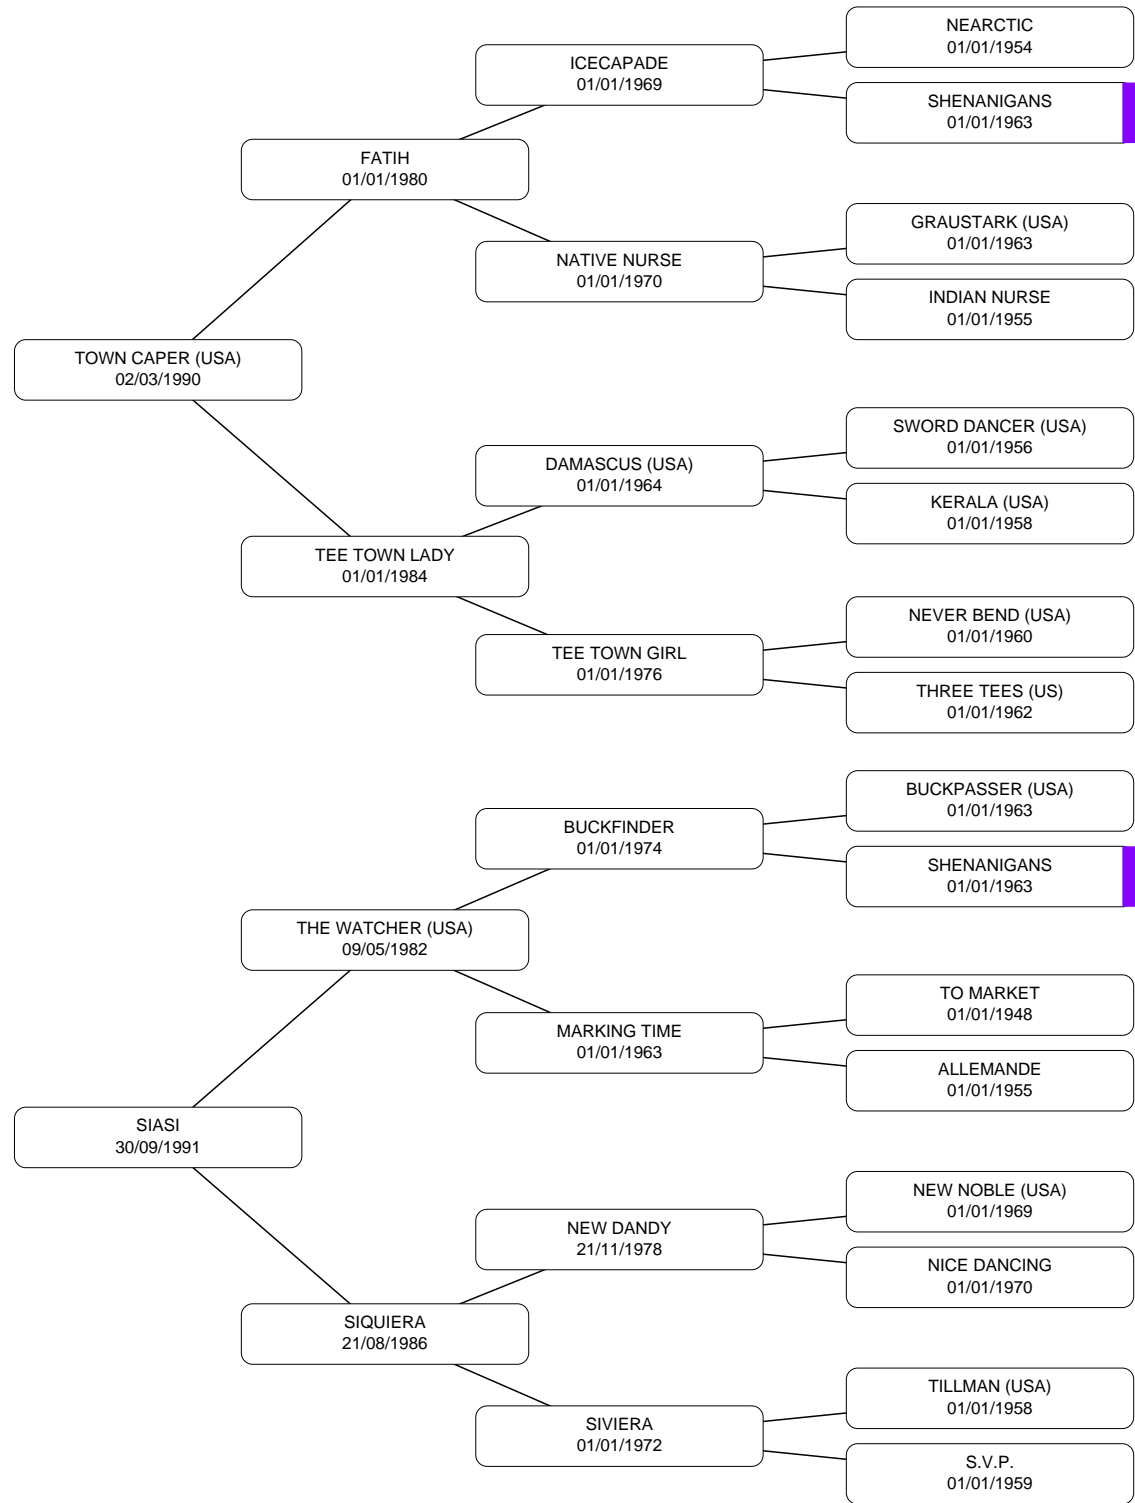 NEARCTIC
01/01/1954
ICECAPADE
01/01/1969
SHENANIGANS
01/01/1963
FATIH
01/01/1980
GRAUSTARK (USA)
01/01/1963
NATIVE NURSE
01/01/1970
INDIAN NURSE
01/01/1955
TOWN CAPER (USA)
02/03/1990
SWORD DANCER (USA)
01/01/1956
DAMASCUS (USA)
01/01/1964
KERALA (USA)
01/01/1958
TEE TOWN LADY
01/01/1984
NEVER BEND (USA)
01/01/1960
TEE TOWN GIRL
01/01/1976
THREE TEES (US)
01/01/1962
BUCKPASSER (USA)
01/01/1963
BUCKFINDER
01/01/1974
SHENANIGANS
01/01/1963
THE WATCHER (USA)
09/05/1982
TO MARKET
01/01/1948
MARKING TIME
01/01/1963
ALLEMANDE
01/01/1955
SIASI
30/09/1991
NEW NOBLE (USA)
01/01/1969
NEW DANDY
21/11/1978
NICE DANCING
01/01/1970
SIQUIERA
21/08/1986
TILLMAN (USA)
01/01/1958
SIVIERA
01/01/1972
S.V.P.
01/01/1959